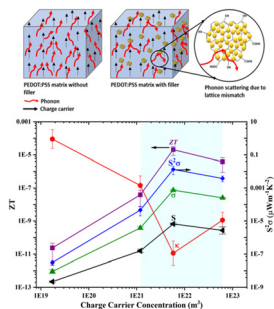 PEDOT:PSS matrix without
filler
PEDOT:PSS matrix with filler
Phonon scattering due to
lattice mismatch
Phonon
Charge carrier
0.001
1E-5
1E-7
1E-9
1E-11
1E-13
ZT
ZT
S²σ
σ
S
κ
10
0.1
1E-3
1E-5
1E-7
S²σ (μWm⁻¹K⁻²)
1E19
1E20
1E21
1E22
1E23
Charge Carrier Concentration (m³)